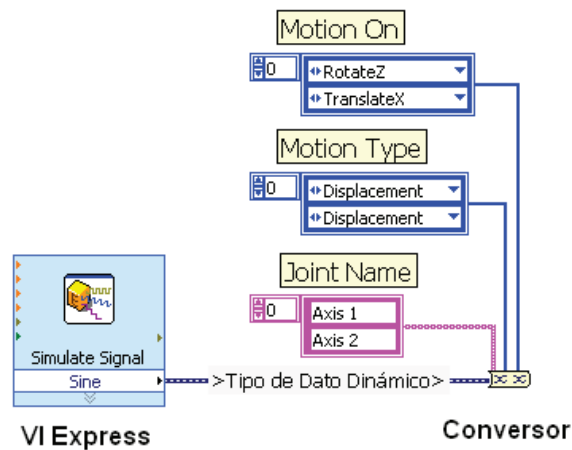 Motion On
0
RotateZ
TranslateX
Motion Type
0
Displacement
Displacement
Joint Name
0
Axis 1
Axis 2
Simulate Signal
Sine
>Tipo de Dato Dinámico>
VI Express
Conversor